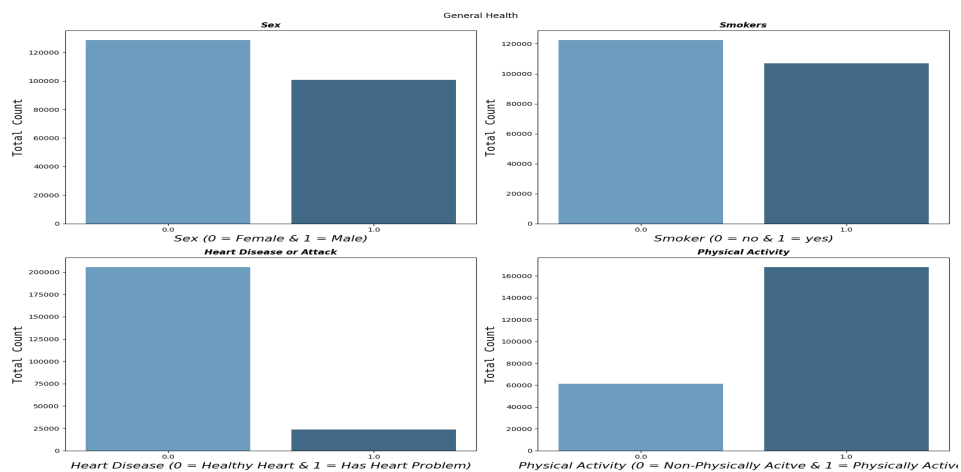 General Health
Sex
Smokers
120000
100000
80000
60000
40000
20000
0
Total Count
0.0 1.0
Sex (0 = Female & 1 = Male)
120000
100000
80000
60000
40000
20000
0
Total Count
0.0 1.0
Smoker (0 = no & 1 = yes)
Heart Disease or Attack
Physical Activity
200000
175000
150000
125000
100000
75000
50000
25000
0
Total Count
0.0 1.0
Heart Disease (0 = Healthy Heart & 1 = Has Heart Problem)
160000
140000
120000
100000
80000
60000
40000
20000
0
Total Count
0.0 1.0
Physical Activity (0 = Non-Physically Acitve & 1 = Physically Active